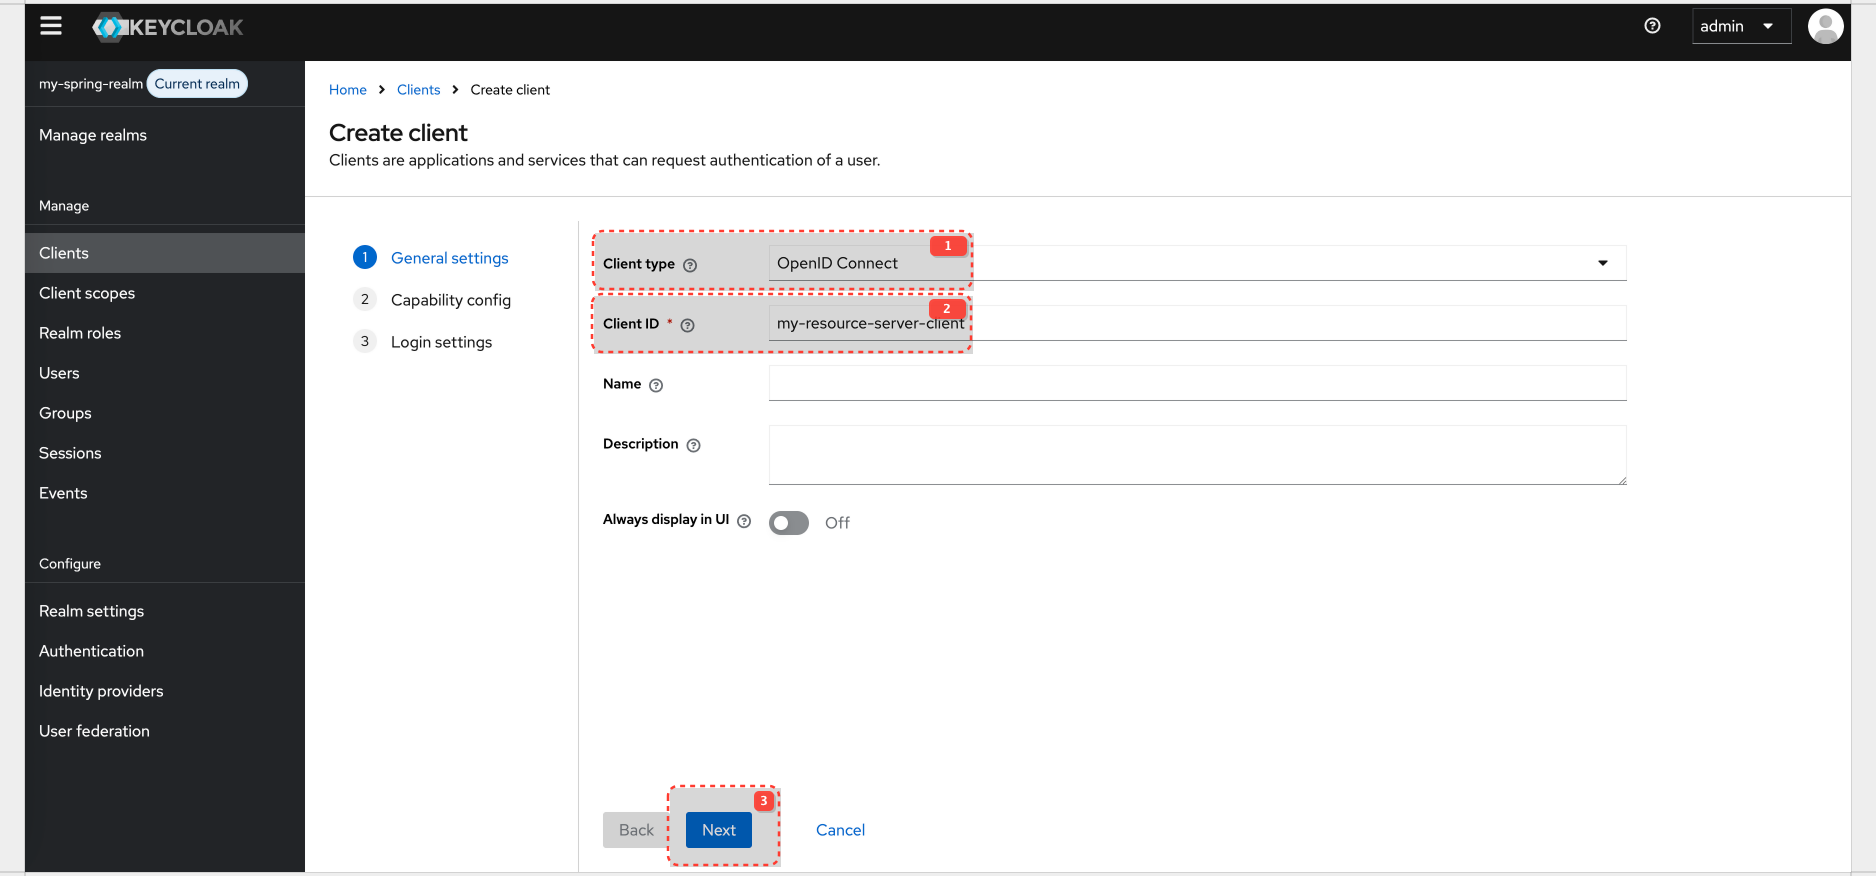 KEYCLOAK
admin
my-spring-realm Current realm
Manage realms
Manage
Clients
Client scopes
Realm roles
Users
Groups
Sessions
Events
Configure
Realm settings
Authentication
Identity providers
User federation
Home > Clients > Create client
Create client
Clients are applications and services that can request authentication of a user.
1 General settings
2 Capability config
3 Login settings
Client type OpenID Connect 1
Client ID * my-resource-server-client 2
Name
Description
Always display in UI Off
Back Next 3 Cancel